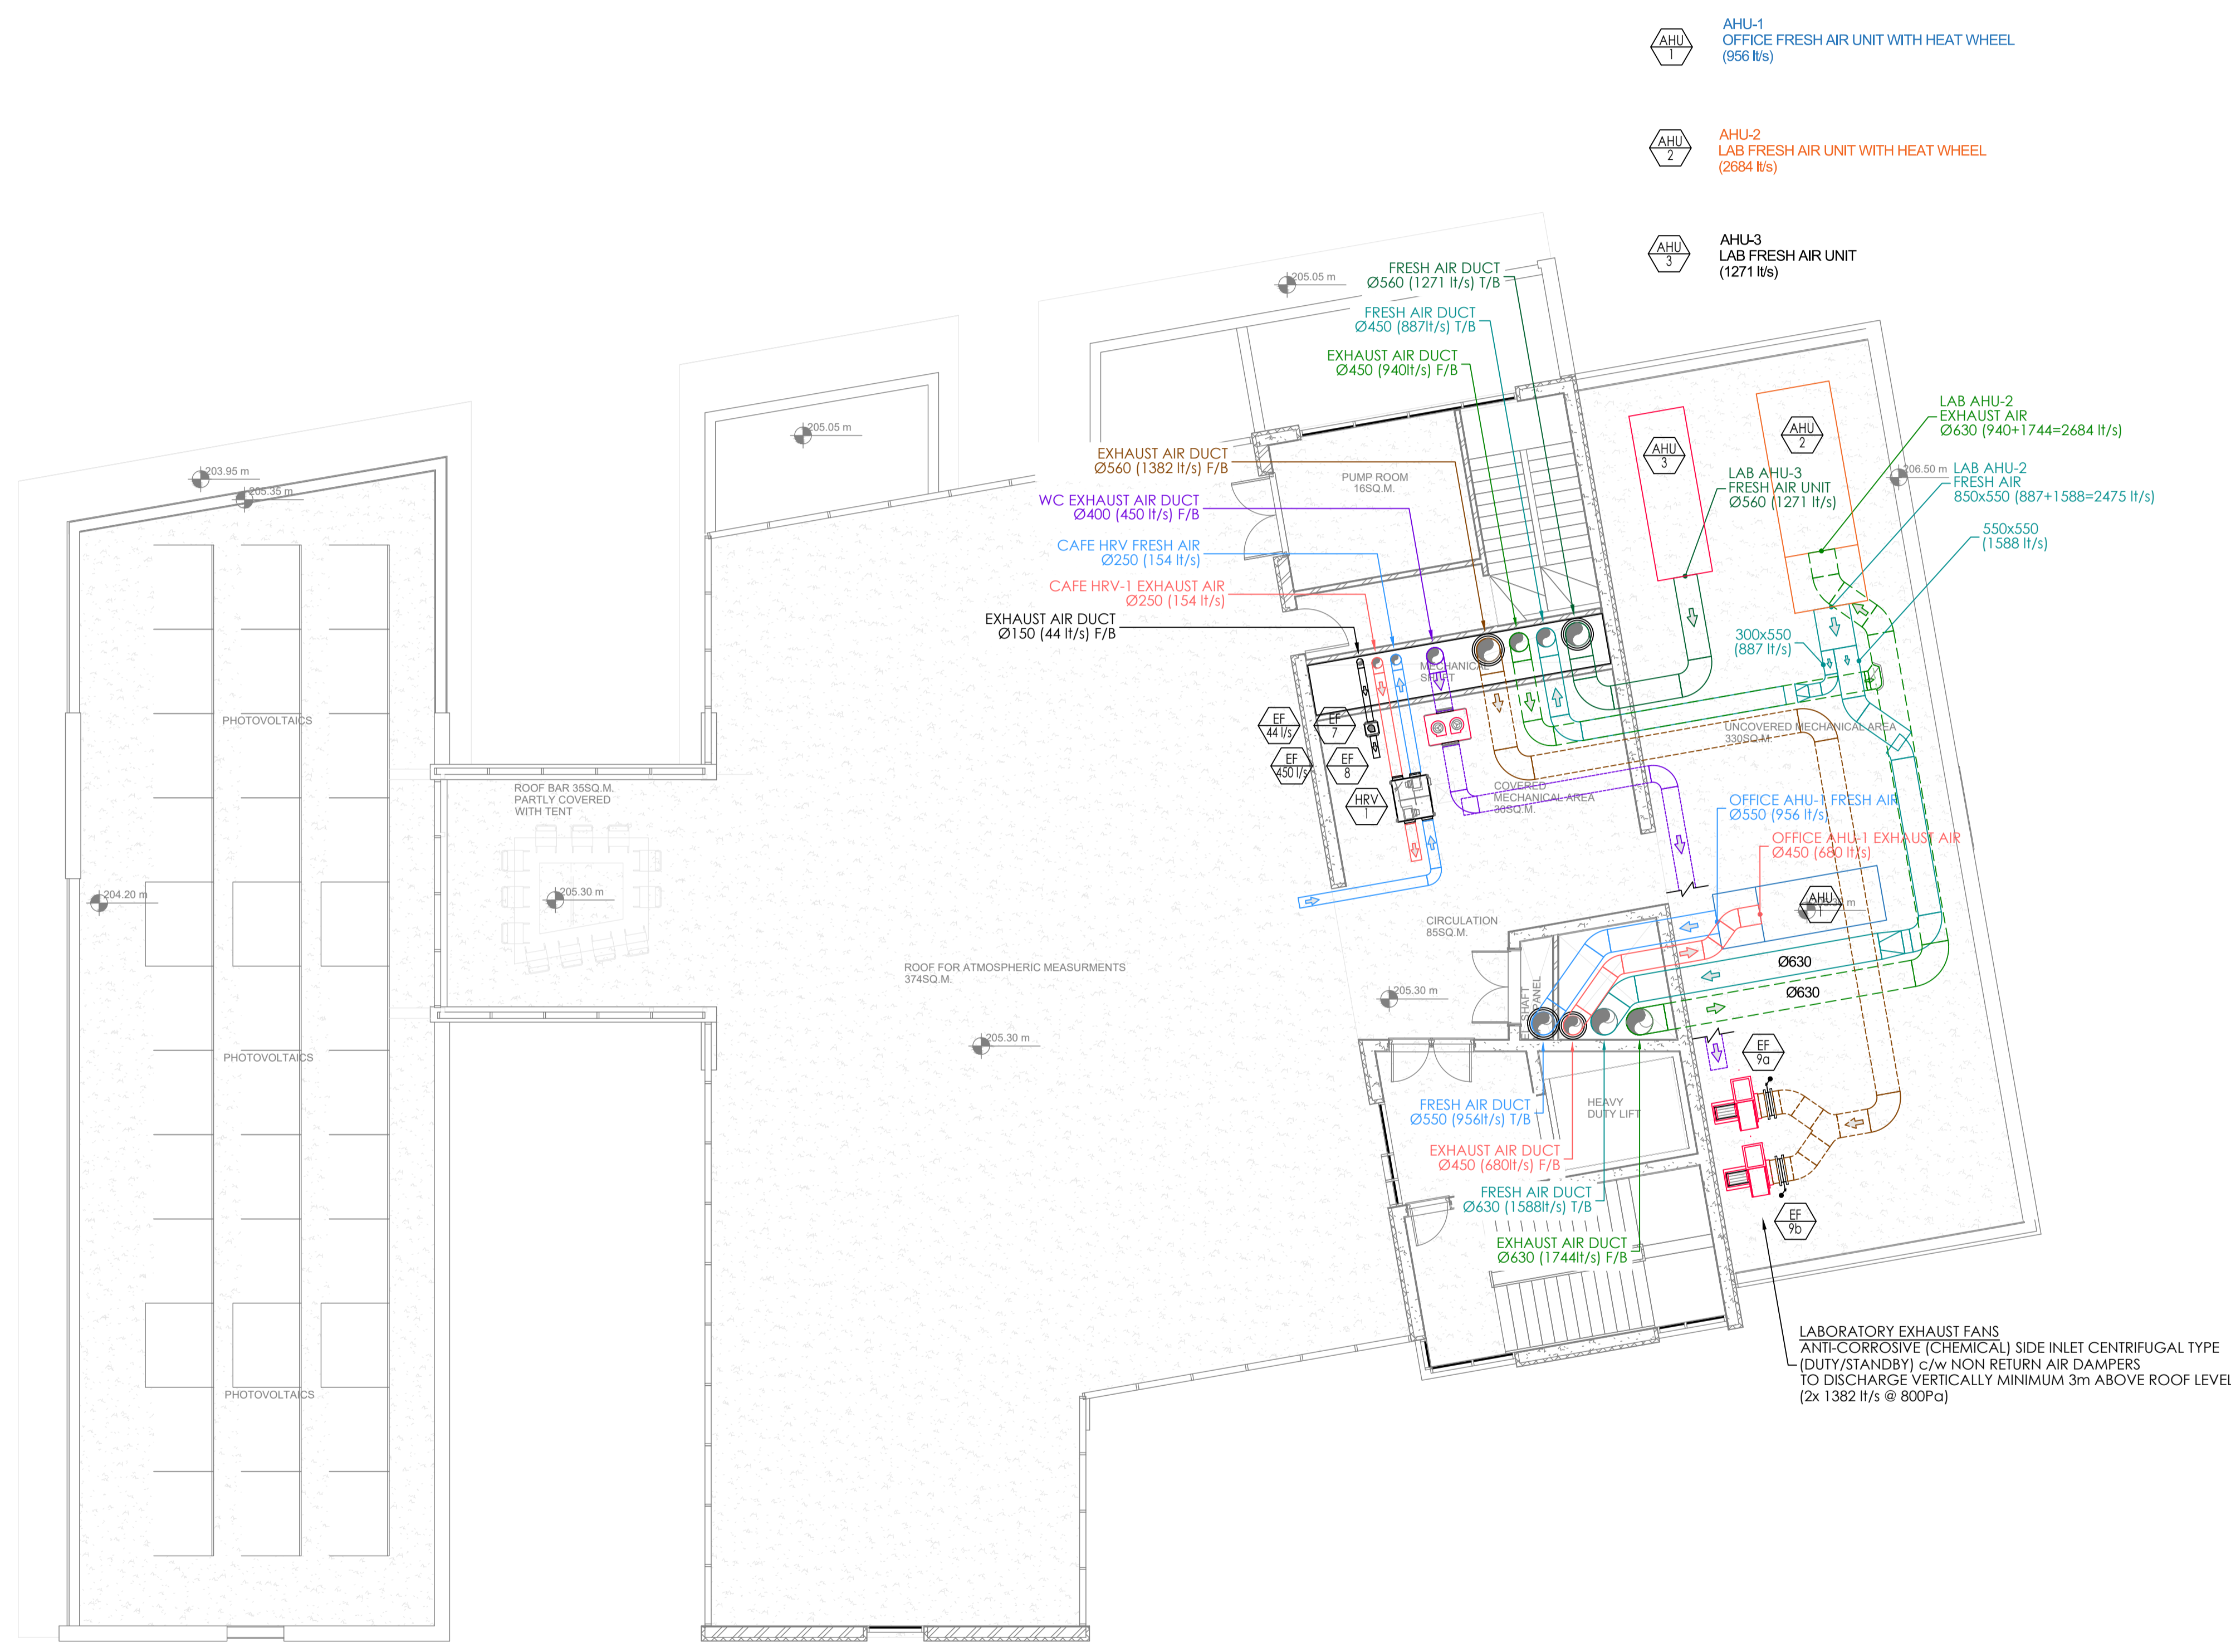 AHU
1
AHU-1
OFFICE FRESH AIR UNIT WITH HEAT WHEEL
(956 lt/s)
AHU
2
AHU-2
LAB FRESH AIR UNIT WITH HEAT WHEEL
(2684 lt/s)
AHU
3
AHU-3
LAB FRESH AIR UNIT
(1271 lt/s)
205.05 m
FRESH AIR DUCT
Ø560 (1271 lt/s) T/B
FRESH AIR DUCT
Ø450 (887lt/s) T/B
EXHAUST AIR DUCT
Ø450 (940lt/s) F/B
EXHAUST AIR DUCT
Ø560 (1382 lt/s) F/B
WC EXHAUST AIR DUCT
Ø400 (450 lt/s) F/B
CAFE HRV FRESH AIR
Ø250 (154 lt/s)
CAFE HRV-1 EXHAUST AIR
Ø250 (154 lt/s)
EXHAUST AIR DUCT
Ø150 (44 lt/s) F/B
205.05 m
203.95 m
205.35 m
PUMP ROOM
16SQ.M.
AHU
3
AHU
2
LAB AHU-2
EXHAUST AIR
Ø630 (940+1744=2684 lt/s)
206.50 m
LAB AHU-2
FRESH AIR
850x550 (887+1588=2475 lt/s)
LAB AHU-3
FRESH AIR UNIT
Ø560 (1271 lt/s)
550x550
(1588 lt/s)
300x550
(887 lt/s)
MECHANICAL
EF
44 l/s
EF
7
EF
450 l/s
EF
8
HRV
1
UNCOVERED MECHANICAL AREA
330SQ.M.
COVERED
MECHANICAL AREA
OFFICE AHU-1 FRESH AIR
Ø550 (956 lt/s)
OFFICE AHU-1 EXHAUST AIR
Ø450 (680 lt/s)
AHU
1
m
PHOTOVOLTAICS
ROOF BAR 35SQ.M.
PARTLY COVERED
WITH TENT
204.20 m
205.30 m
CIRCULATION
85SQ.M.
ROOF FOR ATMOSPHERIC MEASURMENTS
374SQ.M.
205.30 m
SHAFT
PANEL
Ø630
Ø630
205.30 m
PHOTOVOLTAICS
EF
9a
FRESH AIR DUCT
Ø550 (956lt/s) T/B
HEAVY
DUTY LIFT
EXHAUST AIR DUCT
Ø450 (680lt/s) F/B
FRESH AIR DUCT
Ø630 (1588lt/s) T/B
EF
9b
EXHAUST AIR DUCT
Ø630 (1744lt/s) F/B
LABORATORY EXHAUST FANS
ANTI-CORROSIVE (CHEMICAL) SIDE INLET CENTRIFUGAL TYPE
(DUTY/STANDBY) c/w NON RETURN AIR DAMPERS
TO DISCHARGE VERTICALLY MINIMUM 3m ABOVE ROOF LEVEL
(2x 1382 lt/s @ 800Pa)
PHOTOVOLTAICS